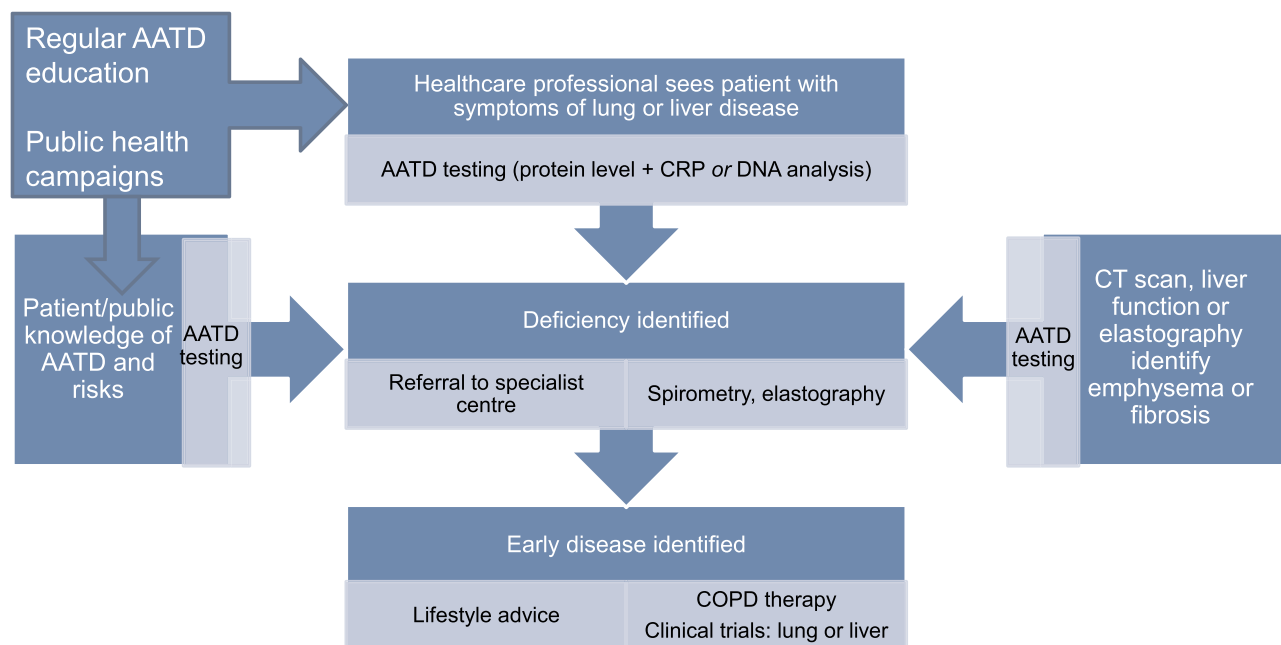 Regular AATD
education
Public health
campaigns
Healthcare professional sees patient with
symptoms of lung or liver disease
AATD testing (protein level + CRP or DNA analysis)
Patient/public
knowledge of
AATD and
risks
AATD
testing
Deficiency identified
Referral to specialist
centre
Spirometry, elastography
AATD
testing
CT scan, liver
function or
elastography
identify
emphysema or
fibrosis
Early disease identified
Lifestyle advice
COPD therapy
Clinical trials: lung or liver